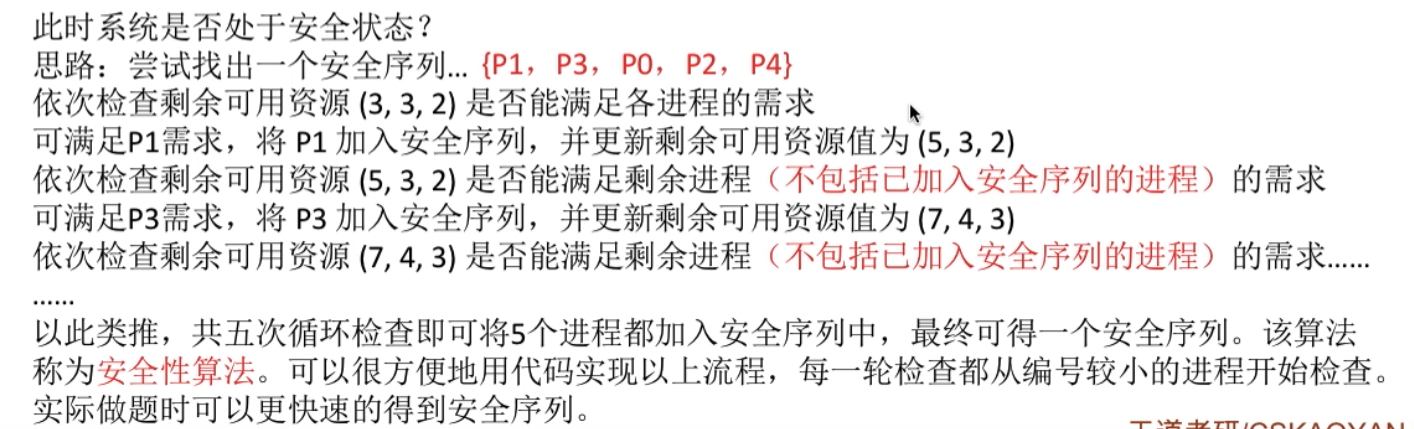 此时系统是否处于安全状态?
思路：尝试找出一个安全序列... {P1，P3，P0，P2，P4}
依次检查剩余可用资源 (3, 3, 2) 是否能满足各进程的需求
可满足P1需求，将 P1 加入安全序列，并更新剩余可用资源值为 (5, 3, 2)
依次检查剩余可用资源 (5, 3, 2) 是否能满足剩余进程（不包括已加入安全序列的进程）的需求
可满足P3需求，将 P3 加入安全序列，并更新剩余可用资源值为 (7, 4, 3)
依次检查剩余可用资源 (7, 4, 3) 是否能满足剩余进程（不包括已加入安全序列的进程）的需求......
......
以此类推，共五次循环检查即可将5个进程都加入安全序列中，最终可得一个安全序列。该算法
称为安全性算法。可以很方便地用代码实现以上流程，每一轮检查都从编号较小的进程开始检查。
实际做题时可以更快速的得到安全序列。